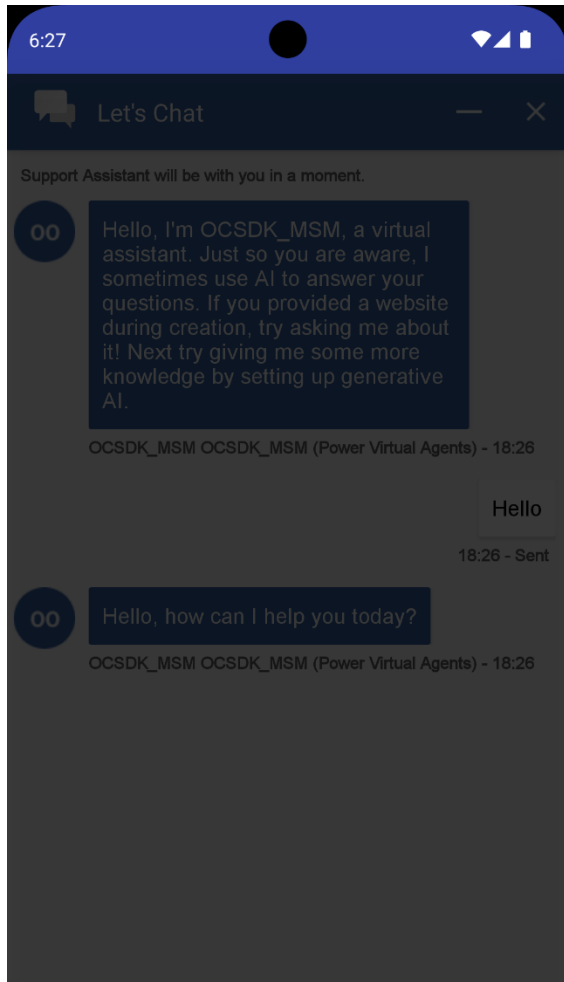 6:27
Let's Chat
Support Assistant will be with you in a moment.
OO
Hello, I'm OCSDK_MSM, a virtual
assistant. Just so you are aware, I
sometimes use AI to answer your
questions. If you provided a website
during creation, try asking me about
it! Next try giving me some more
knowledge by setting up generative
AI.
OCSDK_MSM OCSDK_MSM (Power Virtual Agents) - 18:26
Hello
18:26 - Sent
OO
Hello, how can I help you today?
OCSDK_MSM OCSDK_MSM (Power Virtual Agents) - 18:26